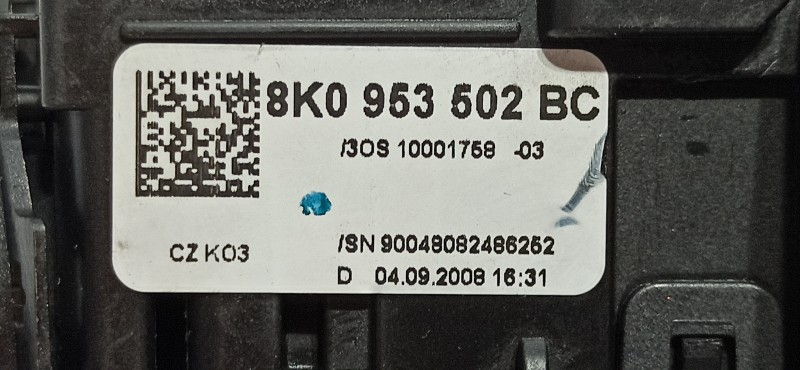 8K0 953 502 BC
/3OS 10001758 -03
CZ K03
/SN 90048082486252
D 04.09.2008 16:31